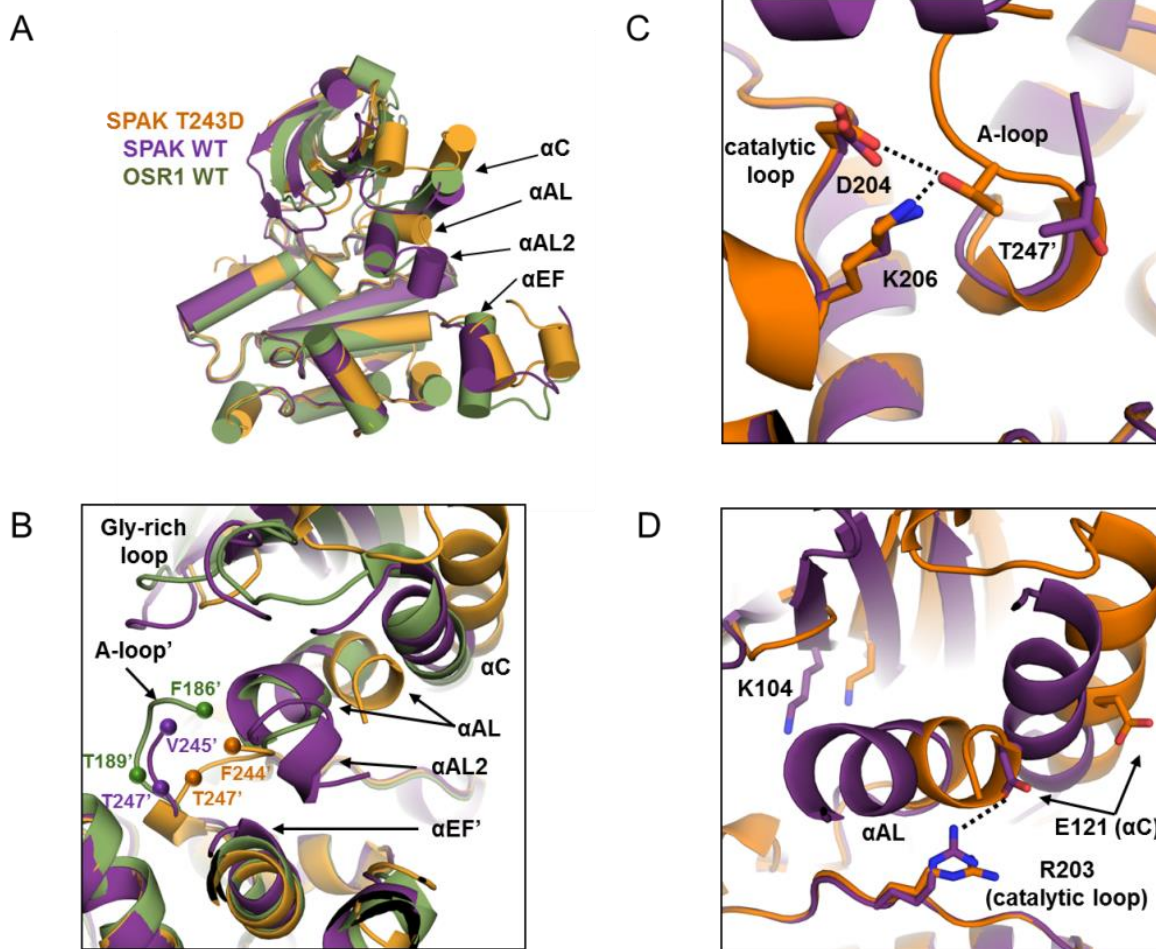 A
SPAK T243D
SPAK WT
OSR1 WT
αC
αAL
αAL2
αEF
B
Gly-rich
loop
A-loop’
F186’
V245’
T189’
F244’
T247’
T247’
αC
αAL
αAL2
αEF’
C
catalytic
loop
D204
A-loop
K206
T247’
D
K104
αAL
E121 (αC)
R203
(catalytic loop)